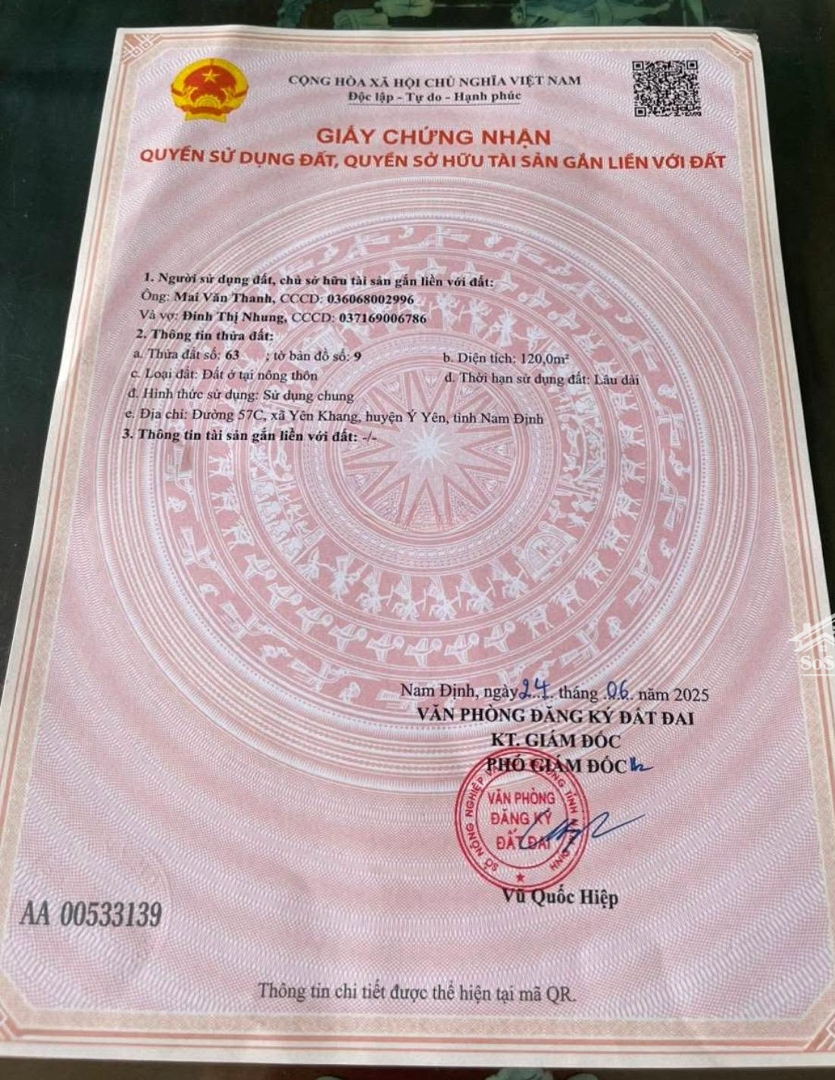 CỘNG HÒA XÃ HỘI CHỦ NGHĨA VIỆT NAM
Độc lập - Tự do - Hạnh phúc
GIẤY CHỨNG NHẬN
QUYỀN SỬ DỤNG ĐẤT, QUYỀN SỞ HỮU TÀI SẢN GẮN LIỀN VỚI ĐẤT
1. Người sử dụng đất, chủ sở hữu tài sản gắn liền với đất:
Ông: Mai Văn Thanh, CCCD: 036068002996
Và vợ: Đinh Thị Nhung, CCCD: 037169006786
2. Thông tin thửa đất:
a. Thửa đất số: 63 ; tờ bản đồ số: 9 b. Diện tích: 120,0m²
c. Loại đất: Đất ở tại nông thôn d. Thời hạn sử dụng đất: Lâu dài
đ. Hình thức sử dụng: Sử dụng chung
e. Địa chỉ: Đường 57C, xã Yên Khang, huyện Ý Yên, tỉnh Nam Định
3. Thông tin tài sản gắn liền với đất: -/-
Nam Định, ngày 24 tháng 06 năm 2025
VĂN PHÒNG ĐĂNG KÝ ĐẤT ĐAI
KT. GIÁM ĐỐC
PHÓ GIÁM ĐỐC
SỞ NÔNG NGHIỆP
VĂN PHÒNG
ĐĂNG KÝ
ĐẤT ĐAI
Vũ Quốc Hiệp
AA 00533139
Thông tin chi tiết được thể hiện tại mã QR.